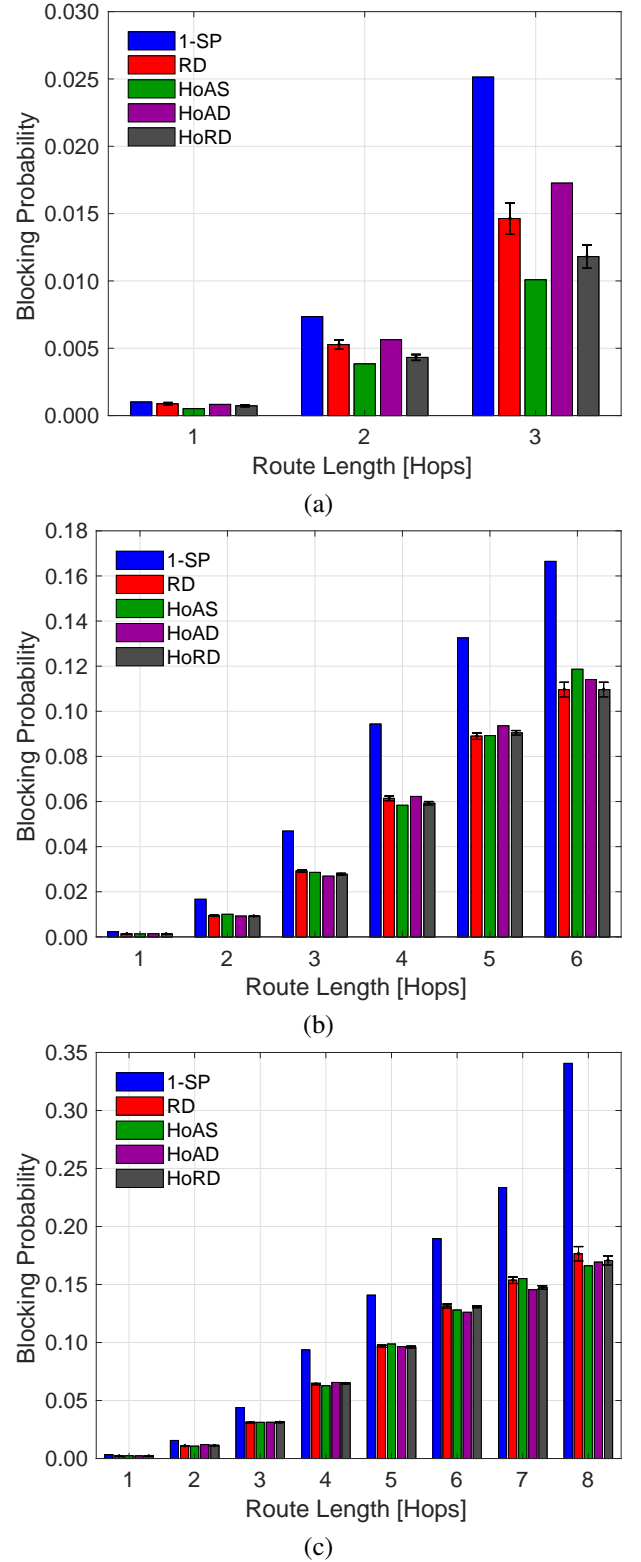 0.030
0.025
0.020
0.015
0.010
0.005
0.000
Blocking Probability
1-SP
RD
HoAS
HoAD
HoRD
1 2 3
Route Length [Hops]
(a)
0.18
0.16
0.14
0.12
0.10
0.08
0.06
0.04
0.02
0.00
Blocking Probability
1-SP
RD
HoAS
HoAD
HoRD
1 2 3 4 5 6
Route Length [Hops]
(b)
0.35
0.30
0.25
0.20
0.15
0.10
0.05
0.00
Blocking Probability
1-SP
RD
HoAS
HoAD
HoRD
1 2 3 4 5 6 7 8
Route Length [Hops]
(c)